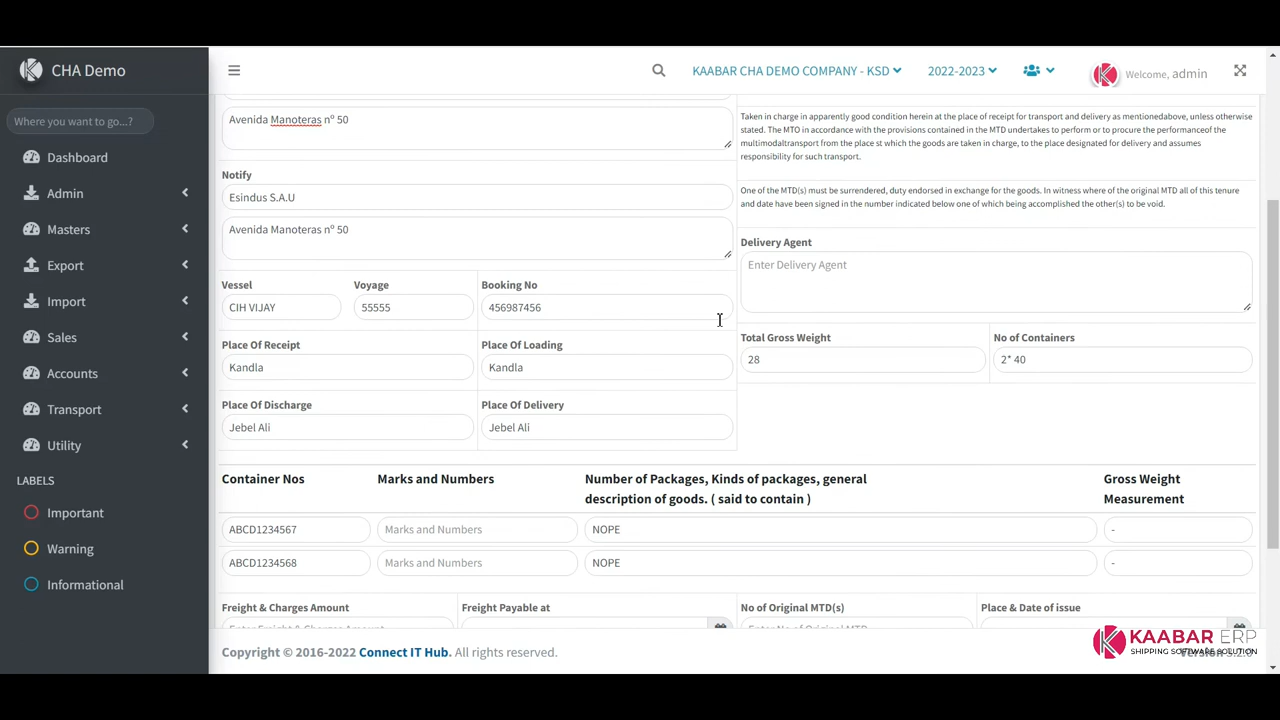 CHA Demo
KAABAR CHA DEMO COMPANY - KSD
2022-2023
Welcome, admin
Where you want to go...?
Dashboard
Admin
Masters
Export
Import
Sales
Accounts
Transport
Utility
LABELS
Important
Warning
Informational
Avenida Manoteras nº 50
Notify
Esindus S.A.U
Avenida Manoteras nº 50
Vessel
Voyage
Booking No
CIH VIJAY
55555
456987456
Place Of Receipt
Place Of Loading
Kandla
Kandla
Place Of Discharge
Place Of Delivery
Jebel Ali
Jebel Ali
Taken in charge in apparently good condition herein at the place of receipt for transport and delivery as mentionedabove, unless otherwise
stated. The MTO in accordance with the provisions contained in the MTD undertakes to perform or to procure the performanceof the
multimodaltransport from the place st which the goods are taken in charge, to the place designated for delivery and assumes
responsibility for such transport.
One of the MTD(s) must be surrendered, duty endorsed in exchange for the goods. In witness where of the original MTD all of this tenure
and date have been signed in the number indicated below one of which being accomplished the other(s) to be void.
Delivery Agent
Enter Delivery Agent
Total Gross Weight
No of Containers
28
2* 40
Container Nos
Marks and Numbers
Number of Packages, Kinds of packages, general
description of goods. ( said to contain )
Gross Weight
Measurement
ABCD1234567
Marks and Numbers
NOPE
-
ABCD1234568
Marks and Numbers
NOPE
-
Freight & Charges Amount
Freight Payable at
No of Original MTD(s)
Place & Date of issue
Enter Freight & Charges Amount
Enter No of Original MTD
Copyright © 2016-2022 Connect IT Hub. All rights reserved.
KAABAR ERP
SHIPPING SOFTWARE SOLUTION